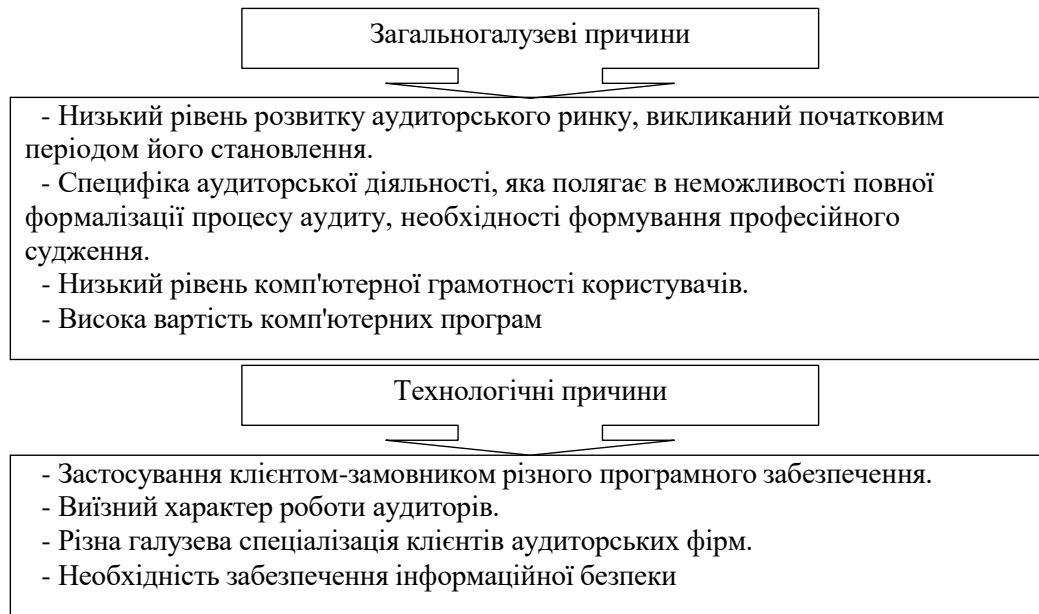 Загальногалузеві причини
- Низький рівень розвитку аудиторського ринку, викликаний початковим
періодом його становлення.
- Специфіка аудиторської діяльності, яка полягає в неможливості повної
формалізації процесу аудиту, необхідності формування професійного
судження.
- Низький рівень комп'ютерної грамотності користувачів.
- Висока вартість комп'ютерних програм
Технологічні причини
- Застосування клієнтом-замовником різного програмного забезпечення.
- Виїзний характер роботи аудиторів.
- Різна галузева спеціалізація клієнтів аудиторських фірм.
- Необхідність забезпечення інформаційної безпеки